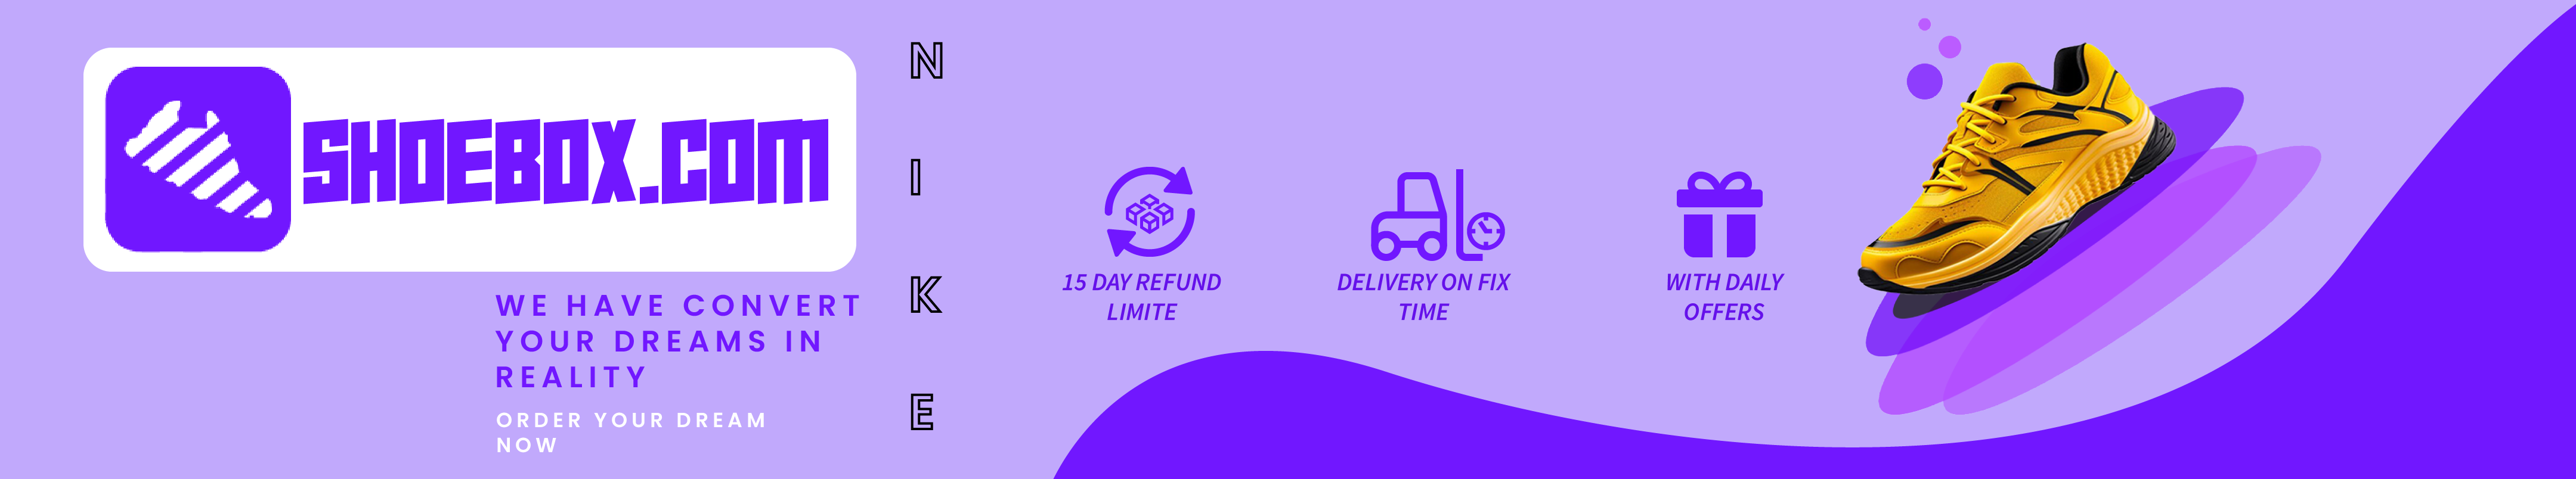 SHOEBOX.COM
WE HAVE CONVERT
YOUR DREAMS IN
REALITY
ORDER YOUR DREAM
NOW
N
I
K
E
15 DAY REFUND
LIMITE
DELIVERY ON FIX
TIME
WITH DAILY
OFFERS